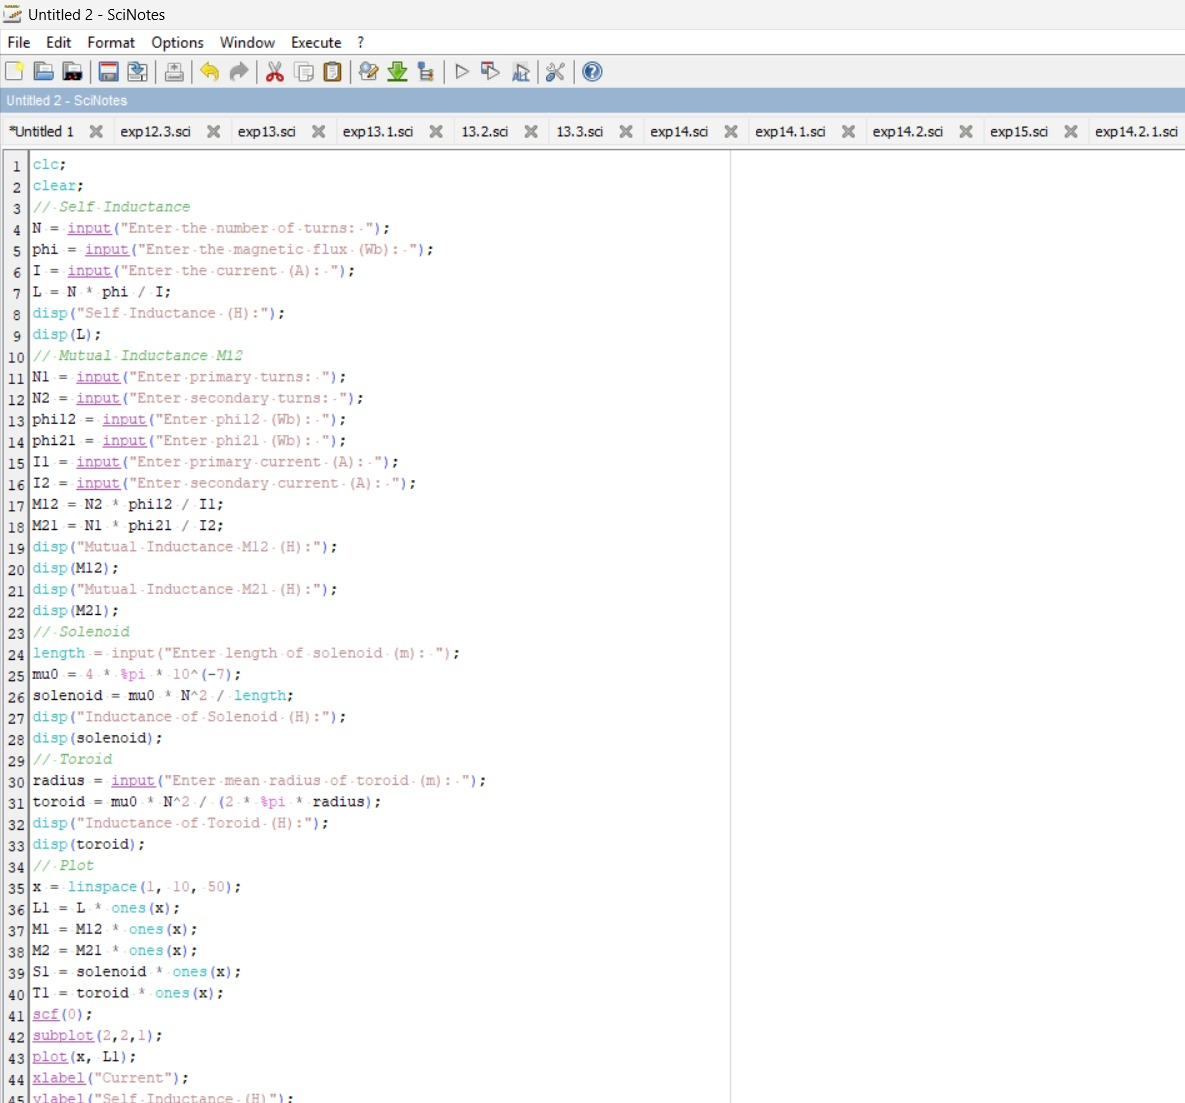 Untitled 2 - SciNotes
File Edit Format Options Window Execute ?
Untitled 2 - SciNotes
*Untitled 1 exp12.3.sci exp13.sci exp13.1.sci 13.2.sci 13.3.sci exp14.sci exp14.1.sci exp14.2.sci exp15.sci exp14.2.1.sci
1 clc;
2 clear;
3 // Self Inductance
4 N = input("Enter the number of turns: ");
5 phi = input("Enter the magnetic flux (Wb): ");
6 I = input("Enter the current (A): ");
7 L = N * phi / I;
8 disp("Self Inductance (H):");
9 disp(L);
10 // Mutual Inductance M12
11 N1 = input("Enter primary turns: ");
12 N2 = input("Enter secondary turns: ");
13 phi12 = input("Enter phi12 (Wb): ");
14 phi21 = input("Enter phi21 (Wb): ");
15 I1 = input("Enter primary current (A): ");
16 I2 = input("Enter secondary current (A): ");
17 M12 = N2 * phi12 / I1;
18 M21 = N1 * phi21 / I2;
19 disp("Mutual Inductance M12 (H):");
20 disp(M12);
21 disp("Mutual Inductance M21 (H):");
22 disp(M21);
23 // Solenoid
24 length = input("Enter length of solenoid (m): ");
25 mu0 = 4 * %pi * 10^(-7);
26 solenoid = mu0 * N^2 / length;
27 disp("Inductance of Solenoid (H):");
28 disp(solenoid);
29 // Toroid
30 radius = input("Enter mean radius of toroid (m): ");
31 toroid = mu0 * N^2 / (2 * %pi * radius);
32 disp("Inductance of Toroid (H):");
33 disp(toroid);
34 // Plot
35 x = linspace(1, 10, 50);
36 L1 = L * ones(x);
37 M1 = M12 * ones(x);
38 M2 = M21 * ones(x);
39 S1 = solenoid * ones(x);
40 T1 = toroid * ones(x);
41 scf(0);
42 subplot(2,2,1);
43 plot(x, L1);
44 xlabel("Current");
45 ylabel("Self Inductance (H)");